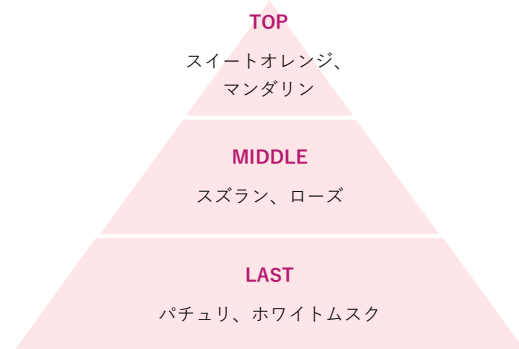 TOP
スイートオレンジ、
マンダリン
MIDDLE
スズラン、ローズ
LAST
パチュリ、ホワイトムスク